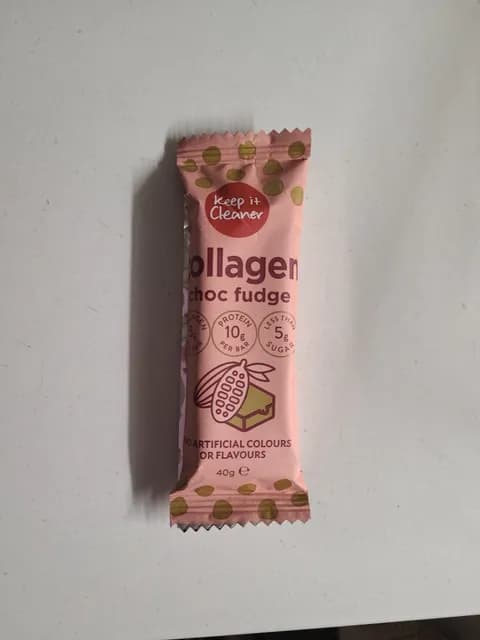 Keep it
Cleaner
ollagen
choc fudge
PROTEIN
10g
PER BAR
LESS THAN
5g
SUGAR
ARTIFICIAL COLOURS
OR FLAVOURS
40g e